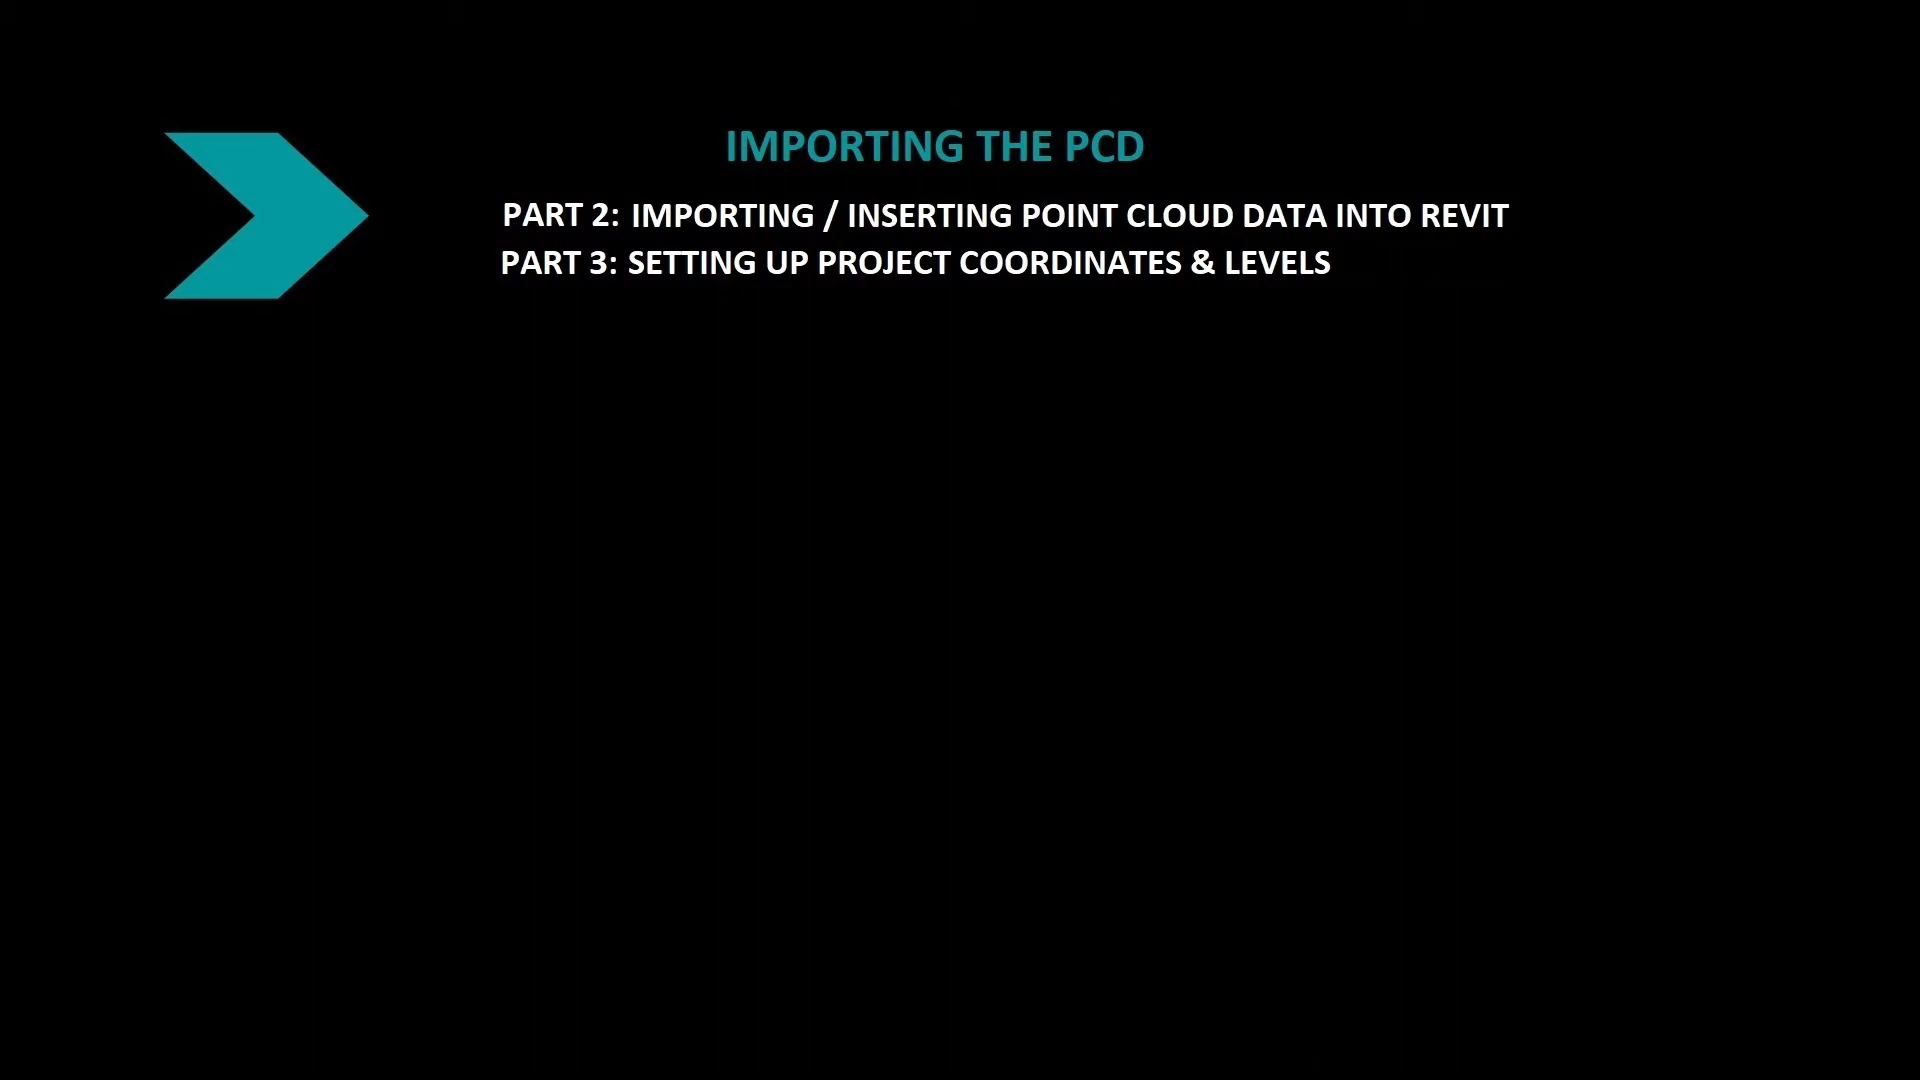 IMPORTING THE PCD
PART 2: IMPORTING / INSERTING POINT CLOUD DATA INTO REVIT
PART 3: SETTING UP PROJECT COORDINATES & LEVELS